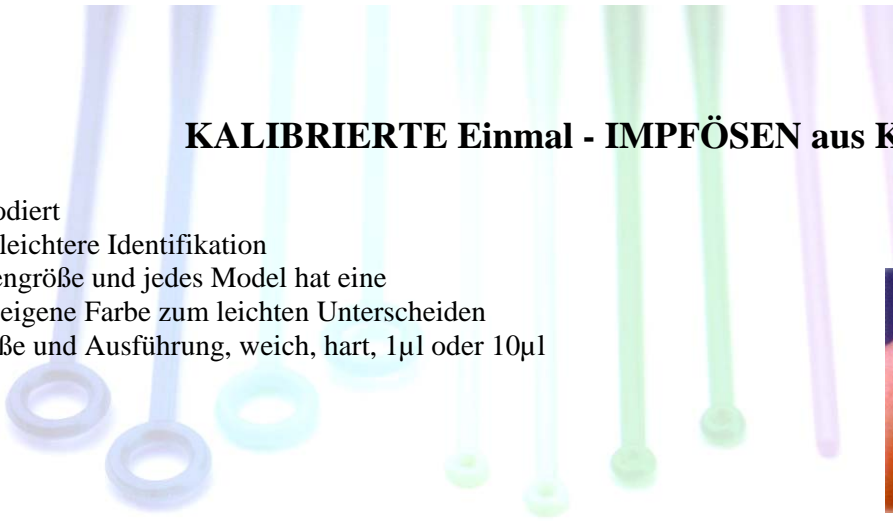 KALIBRIERTE Einmal - IMPFÖSEN aus K
odiert
leichtere Identifikation
engröße und jedes Model hat eine
eigene Farbe zum leichten Unterscheiden
ße und Ausführung, weich, hart, 1µl oder 10µl